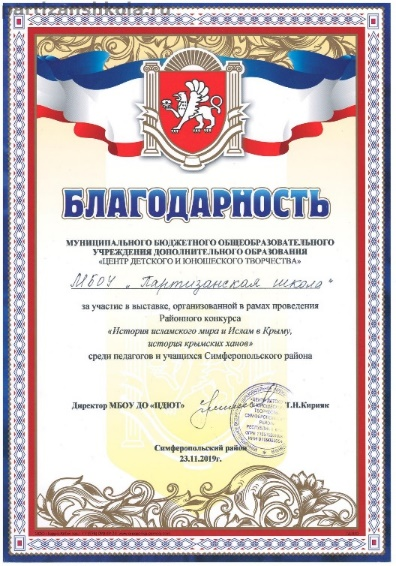 partizanshkola.ru
БЛАГОДАРНОСТЬ
МУНИЦИПАЛЬНОГО БЮДЖЕТНОГО ОБЩЕОБРАЗОВАТЕЛЬНОГО
УЧРЕЖДЕНИЯ ДОПОЛНИТЕЛЬНОГО ОБРАЗОВАНИЯ
«ЦЕНТР ДЕТСКОГО И ЮНОШЕСКОГО ТВОРЧЕСТВА»
МБОУ „Партизанская школа"
за участие в выставке, организованной в рамах проведения
Районного конкурса
«История исламского мира и Ислам в Крыму,
история крымских ханов»
среди педагогов и учащихся Симферопольского района
Директор МБОУ ДО «ЦДЮТ» Т.Н.Кирияк
Симферопольский район
23.11.2019г.